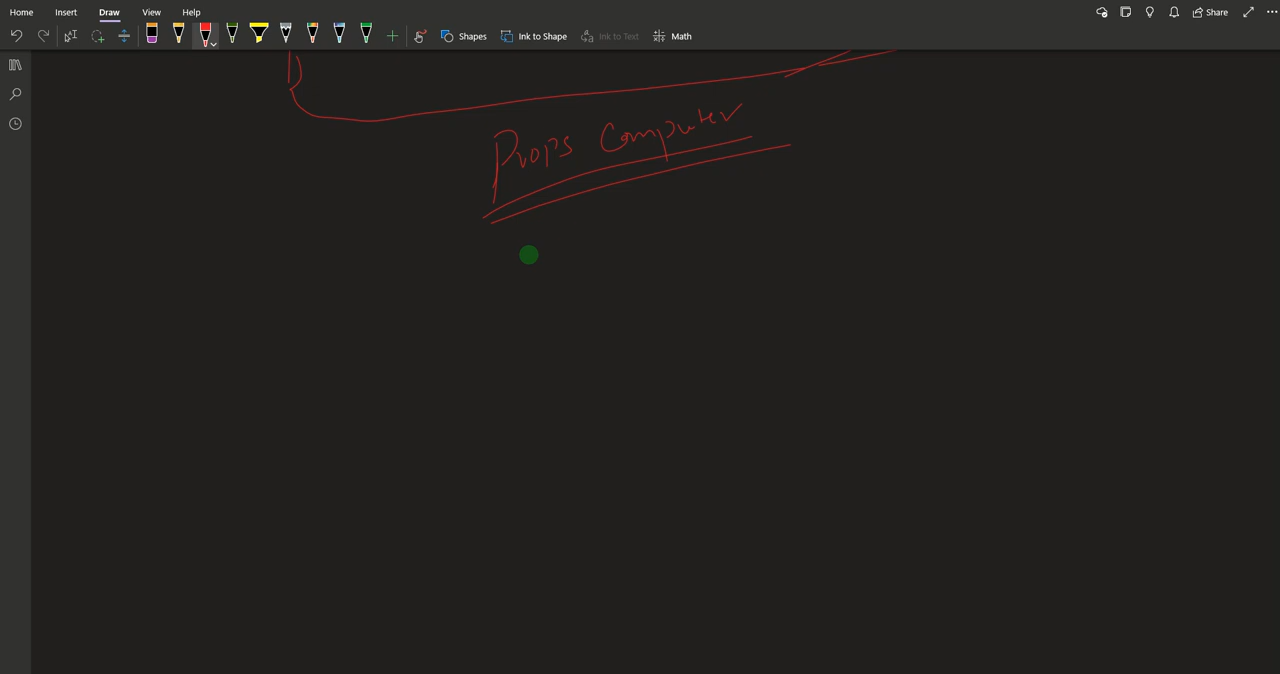 Home Insert Draw View Help Share
Shapes Ink to Shape Ink to Text Math
Props Computer